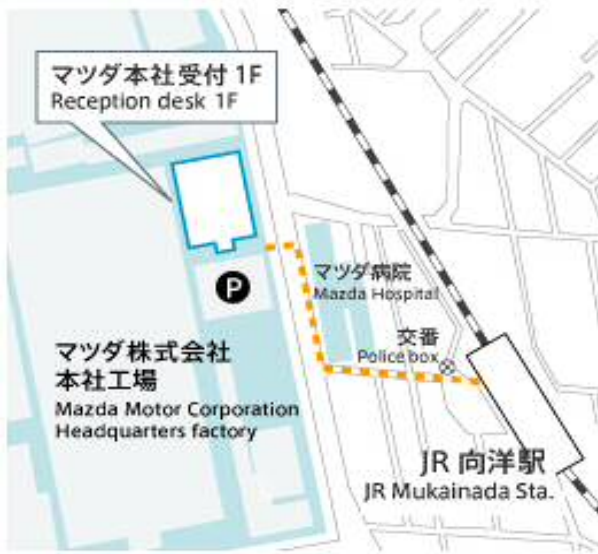 マツダ本社受付 1F
Reception desk 1F
マツダ病院
Mazda Hospital
P
交番
Police box
マツダ株式会社
本社工場
Mazda Motor Corporation
Headquarters factory
JR 向洋駅
JR Mukainada Sta.